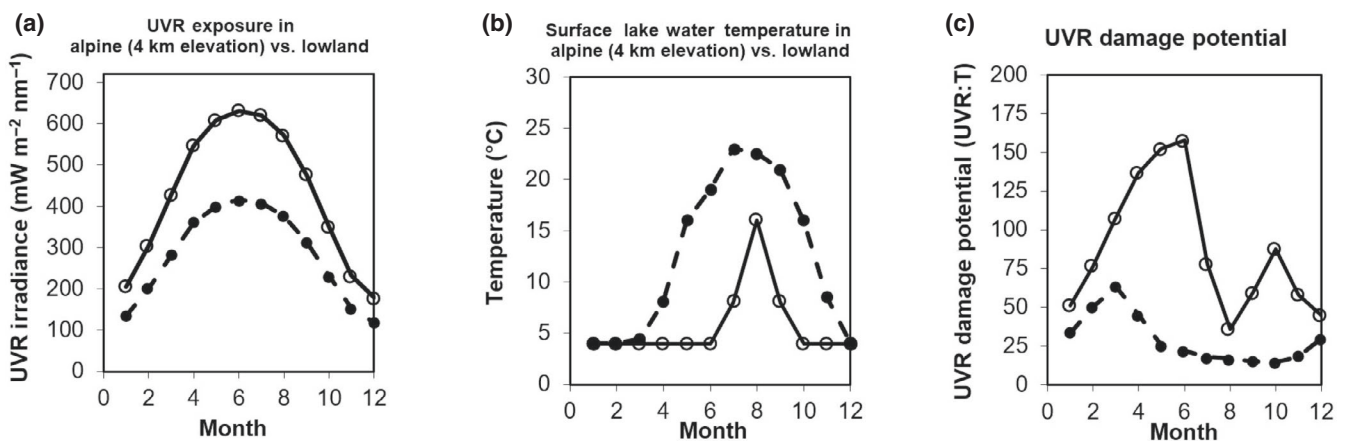 (a)
UVR exposure in
alpine (4 km elevation) vs. lowland
UVR irradiance (mW m⁻² nm⁻¹)
700
600
500
400
300
200
100
0
0 2 4 6 8 10 12
Month
(b)
Surface lake water temperature in
alpine (4 km elevation) vs. lowland
Temperature (°C)
30
25
20
15
10
5
0
0 2 4 6 8 10 12
Month
(c)
UVR damage potential
UVR damage potential (UVR:T)
200
175
150
125
100
75
50
25
0
0 2 4 6 8 10 12
Month